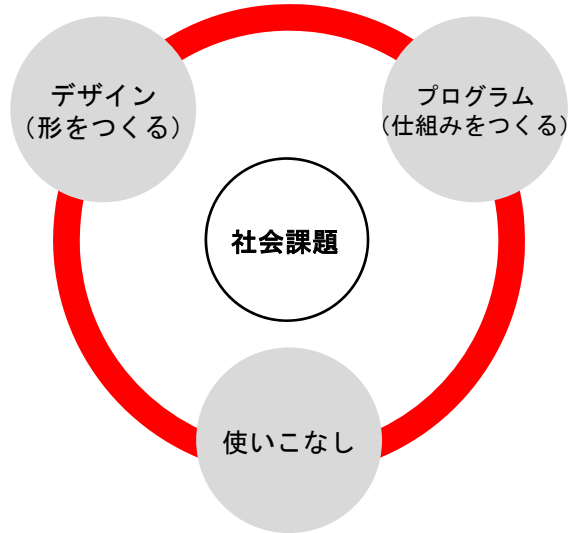 デザイン
（形をつくる）
プログラム
（仕組みをつくる）
社会課題
使いこなし